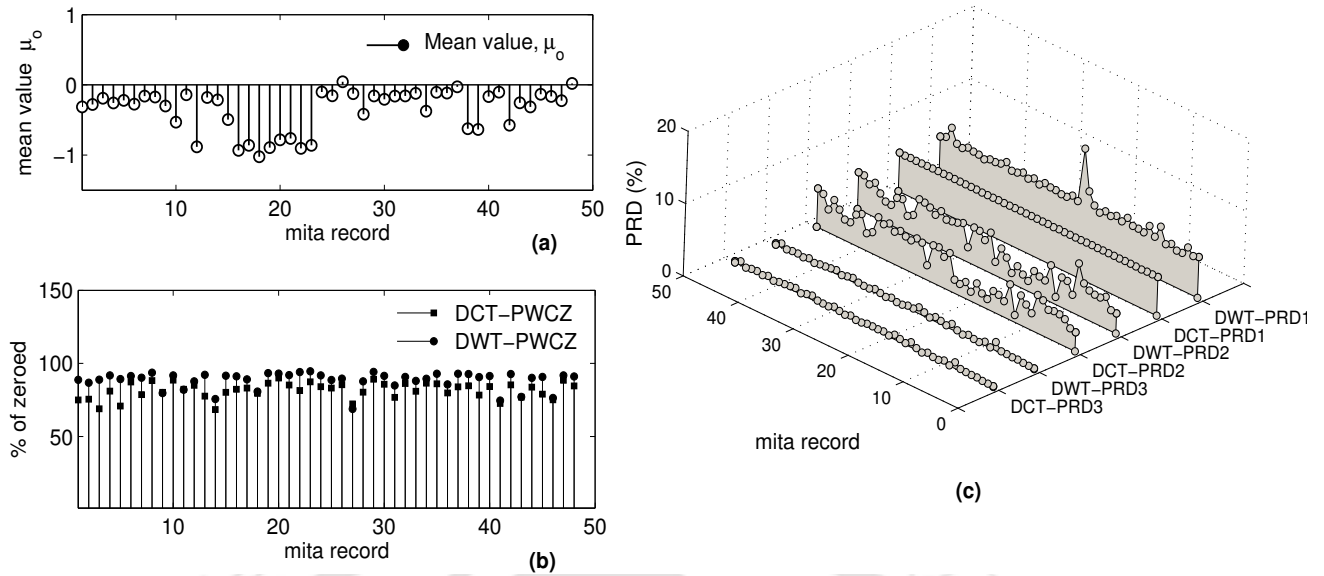 1
0
−1
mean value μo
Mean value, μo
10
20
30
40
50
mita record
(a)
150
100
50
% of zeroed
DCT−PWCZ
DWT−PWCZ
10
20
30
40
50
mita record
(b)
20
10
0
PRD (%)
50
40
30
20
10
0
mita record
DWT−PRD1
DCT−PRD1
DWT−PRD2
DCT−PRD2
DWT−PRD3
DCT−PRD3
(c)